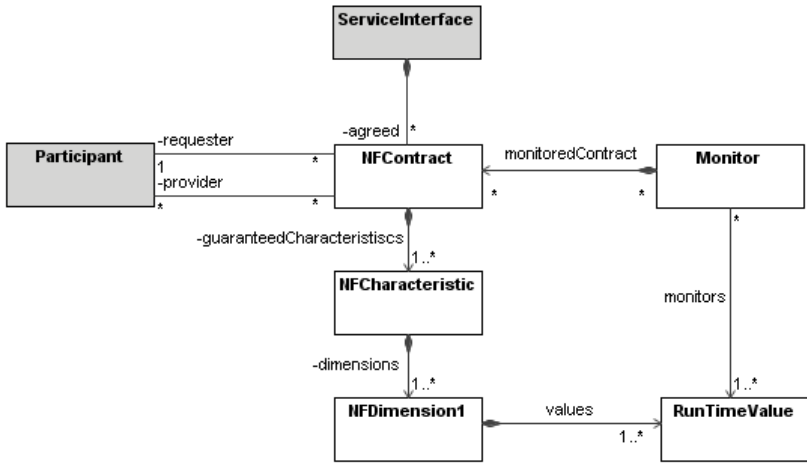 ServiceInterface
-agreed
*
Participant
-requester
1
*
-provider
*
*
NFContract
monitoredContract
*
*
Monitor
*
-guaranteedCharacteristiscs
1..*
NFCharacteristic
monitors
-dimensions
1..*
1..*
NFDimension1
values
1..*
RunTimeValue